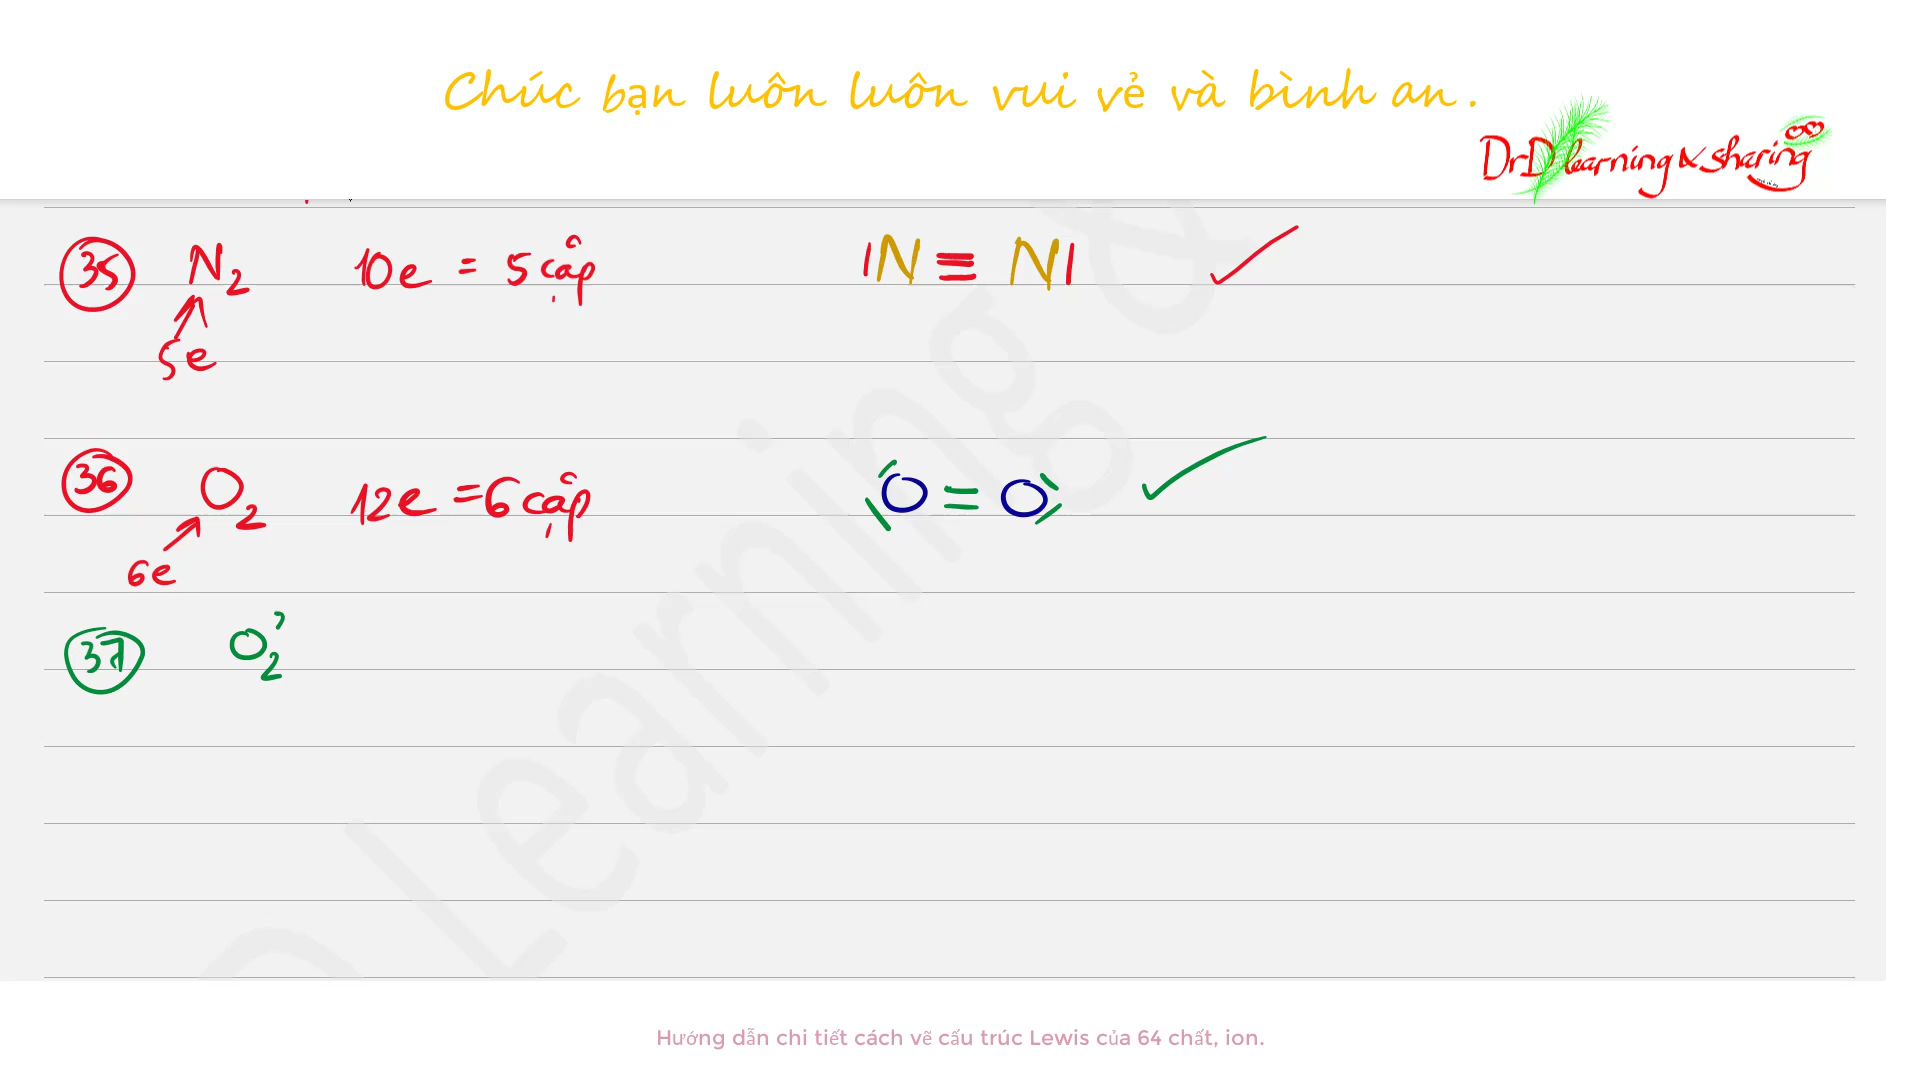 Chúc bạn luôn luôn vui vẻ và bình an.
DrD learning & sharing
35 N2 10e = 5 cặp |N ≡ N|
5e
36 O2 12e = 6 cặp O = O
6e
37 O2
Learning &
Hướng dẫn chi tiết cách vẽ cấu trúc Lewis của 64 chất, ion.